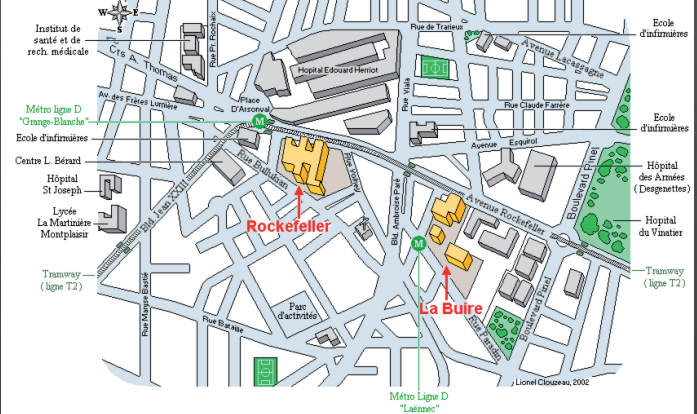 W E
S
Institut de
santé et de
rech. médicale
Rue Pr. Rochaix
Crs A. Thomas
Rue de Trarieux
Ecole
d'infirmières
Avenue Lacassagne
Hopital Edouard Herriot
Rue Viala
Av. des Frères Lumière
Place
D'Arsonval
Rue Claude Farrère
Métro ligne D
"Grange-Blanche"
M
Ecole
d'infirmières
Ecole d'infirmières
Avenue Esquirol
Centre L. Bérard
Rue Bullukian
Rue Volney
Boulevard Pinel
Hôpital
des Armées
(Desgenettes)
Hôpital
St Joseph
Bld. Jean XXIII
Bld. Ambroise Paré
Avenue Rockefeller
Lycée
La Martinière
Montplaisir
Rockefeller
Hopital
du Vinatier
M
Tramway
(ligne T2)
Tramway
(ligne T2)
Rue Maryse Bastié
Parc
d'activités
La Buire
Boulevard Pinel
Rue Bataille
Rue Paradin
Lionel Clouzeau, 2002
Métro Ligne D
"Laënnec"